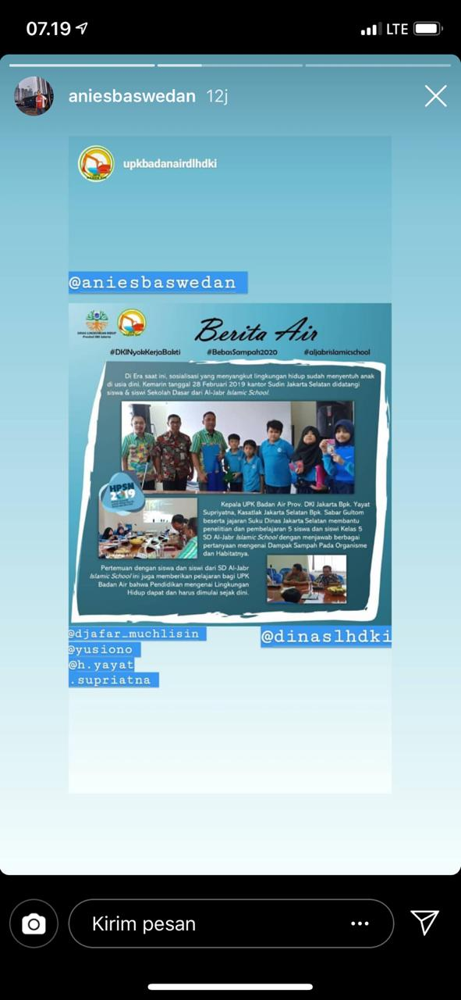 07.19
LTE
aniesbaswedan 12j
upkbadanairdlhdki
@aniesbaswedan
DINAS LINGKUNGAN HIDUP
Provinsi DKI Jakarta
Berita Air
#DKINyokKerjaBakti #BebasSampah2020 #aljabrislamicschool
Di Era saat ini, sosialisasi yang menyangkut lingkungan hidup sudah menyentuh anak
di usia dini. Kemarin tanggal 28 Februari 2019 kantor Sudin Jakarta Selatan didatangi
siswa & siswi Sekolah Dasar dari Al-Jabr Islamic School.
HPSN
2019
Kepala UPK Badan Air Prov. DKI Jakarta Bpk. Yayat
Supriyatna, Kasatlak Jakarta Selatan Bpk. Sabar Gultom
beserta jajaran Suku Dinas Jakarta Selatan membantu
penelitian dan pembelajaran 5 siswa dan siswi Kelas 5
SD Al-Jabr Islamic School dengan menjawab berbagai
pertanyaan mengenai Dampak Sampah Pada Organisme
dan Habitatnya.
Pertemuan dengan siswa dan siswi dari SD Al-Jabr
Islamic School ini juga memberikan pelajaran bagi UPK
Badan Air bahwa Pendidikan mengenai Lingkungan
Hidup dapat dan harus dimulai sejak dini.
@djafar_muchlisin
@yusiono
@h.yayat
.supriatna
@dinaslhdki
Kirim pesan